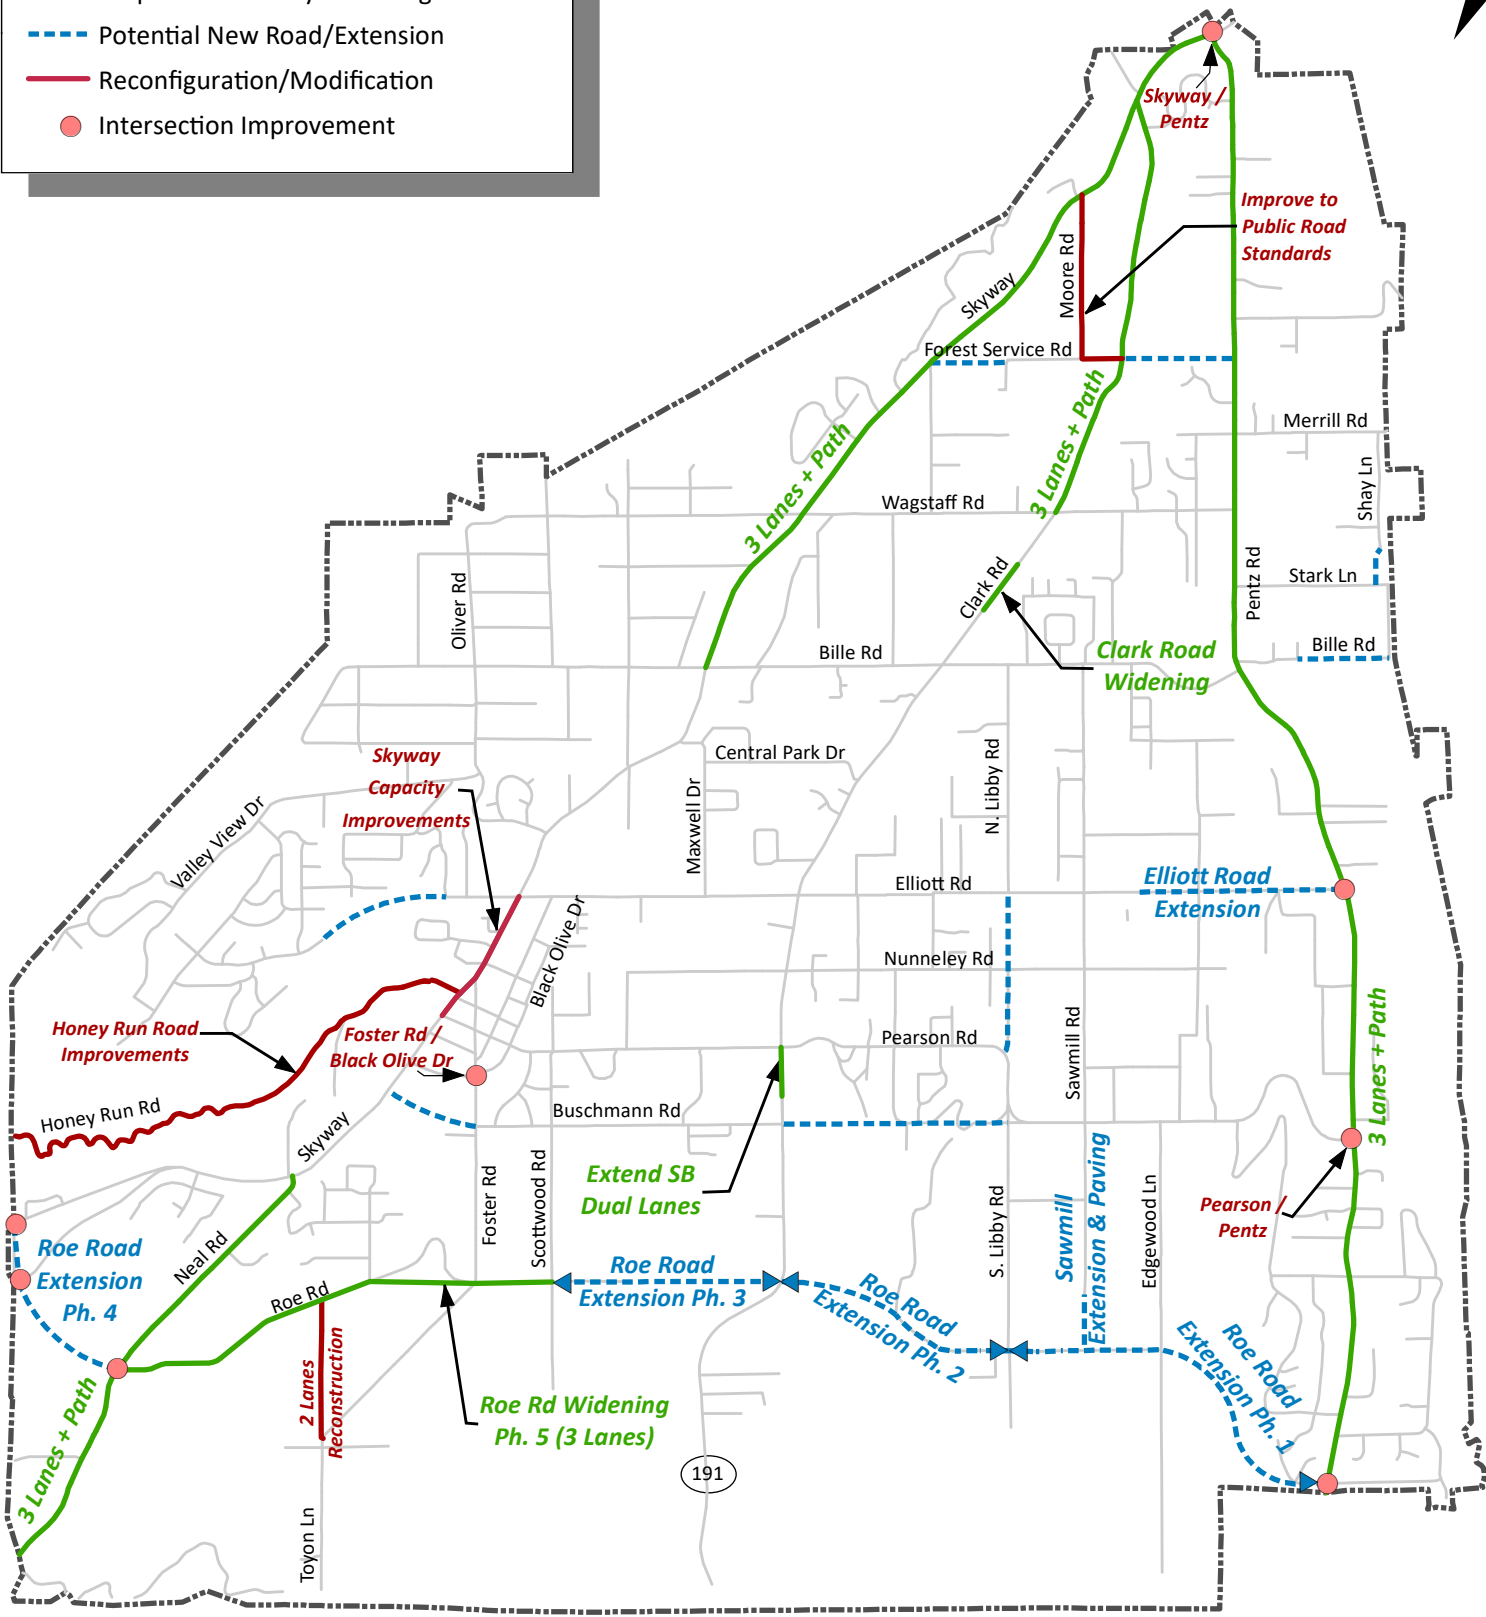 Potential New Road/Extension
Reconfiguration/Modification
Intersection Improvement
Skyway /
Pentz
Improve to
Public Road
Standards
Moore Rd
Skyway
Forest Service Rd
3 Lanes + Path
3 Lanes + Path
Merrill Rd
Shay Ln
Wagstaff Rd
Clark Rd
Pentz Rd
Stark Ln
Oliver Rd
Bille Rd
Bille Rd
Clark Road
Widening
Skyway
Capacity
Improvements
Central Park Dr
N. Libby Rd
Maxwell Dr
Valley View Dr
Elliott Rd
Elliott Road
Extension
Black Olive Dr
Nunneley Rd
Honey Run Road
Improvements
Foster Rd /
Black Olive Dr
Pearson Rd
Sawmill Rd
3 Lanes + Path
Honey Run Rd
Skyway
Buschmann Rd
Extend SB
Dual Lanes
Foster Rd
Scottwood Rd
S. Libby Rd
Sawmill
Extension & Paving
Edgewood Ln
Pearson /
Pentz
Roe Road
Extension
Ph. 4
Neal Rd
Roe Rd
Roe Road
Extension Ph. 3
Roe Road
Extension Ph. 2
Roe Road
Extension Ph. 1
2 Lanes
Reconstruction
Roe Rd Widening
Ph. 5 (3 Lanes)
3 Lanes + Path
191
Toyon Ln